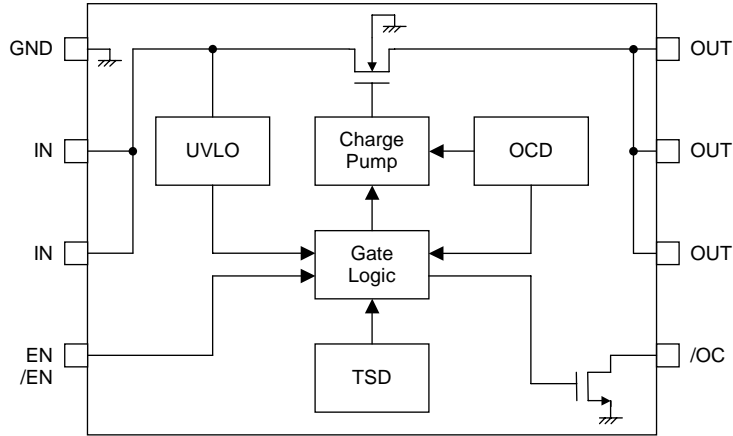 GND
OUT
IN
UVLO
Charge
Pump
OCD
OUT
IN
Gate
Logic
OUT
EN
/EN
TSD
/OC